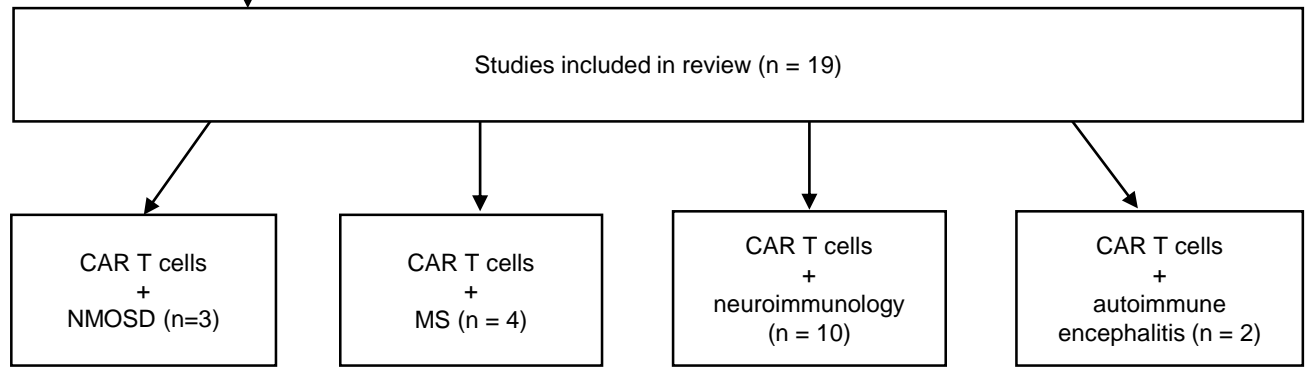 Studies included in review (n = 19)
CAR T cells
+
NMOSD (n=3)
CAR T cells
+
MS (n = 4)
CAR T cells
+
neuroimmunology
(n = 10)
CAR T cells
+
autoimmune
encephalitis (n = 2)